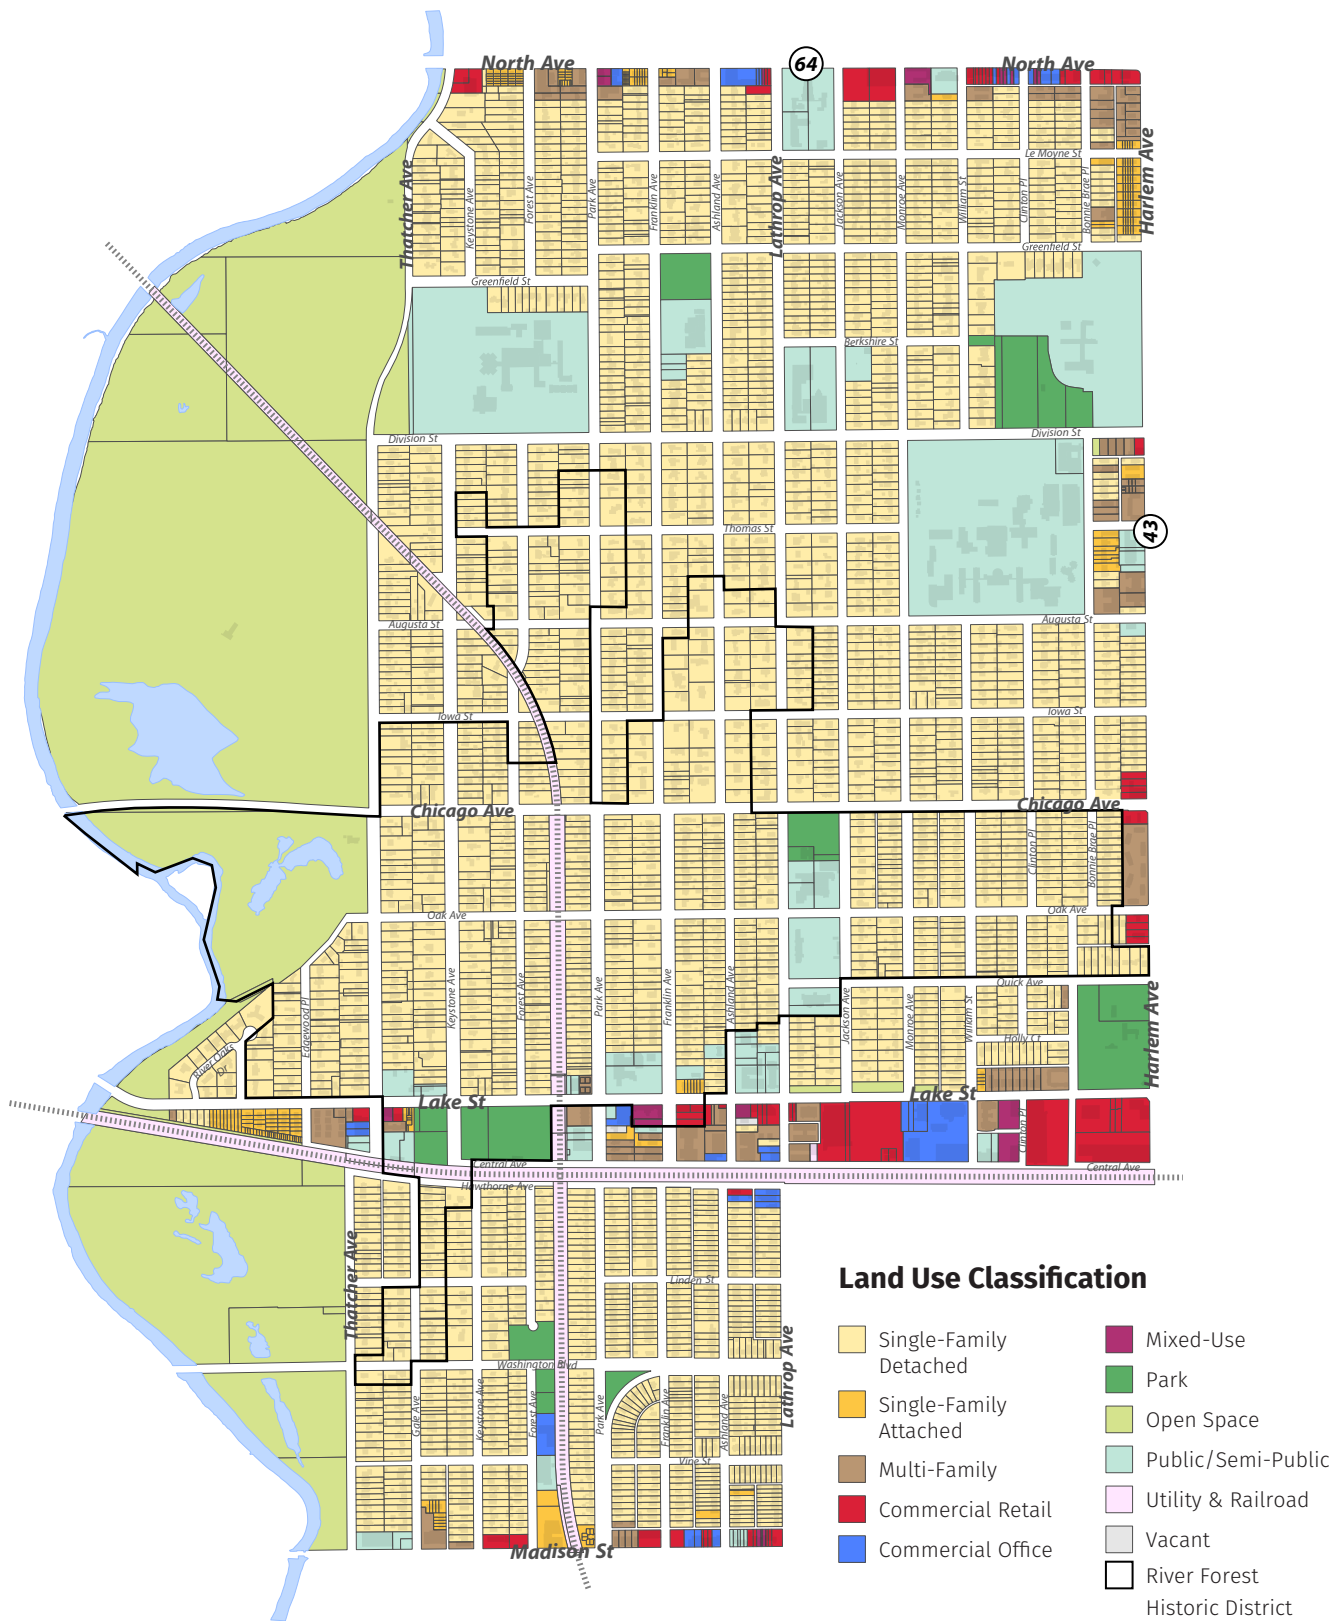 North Ave
64
North Ave
Le Moyne St
Thatcher Ave
Keystone Ave
Forest Ave
Park Ave
Franklin Ave
Ashland Ave
Lathrop Ave
Jackson Ave
Monroe Ave
William St
Clinton Pl
Bonnie Brae Pl
Harlem Ave
Greenfield St
Greenfield St
Berkshire St
Division St
Division St
Thomas St
43
Augusta St
Augusta St
Iowa St
Iowa St
Chicago Ave
Chicago Ave
Clinton Pl
Bonnie Brae Pl
Oak Ave
Oak Ave
Edgewood Pl
Keystone Ave
Forest Ave
Park Ave
Franklin Ave
Ashland Ave
Quick Ave
Jackson Ave
Monroe Ave
William St
Harlem Ave
Holly Ct
River Oaks
Dr
Lake St
Lake St
Clinton Pl
Central Ave
Central Ave
Hawthorne Ave
Thatcher Ave
Linden St
Lathrop Ave
Washington Blvd
Gale Ave
Keystone Ave
Forest Ave
Park Ave
Franklin Ave
Ashland Ave
Vine St
Madison St
Land Use Classification
Single-Family
Detached
Single-Family
Attached
Multi-Family
Commercial Retail
Commercial Office
Mixed-Use
Park
Open Space
Public/Semi-Public
Utility & Railroad
Vacant
River Forest
Historic District